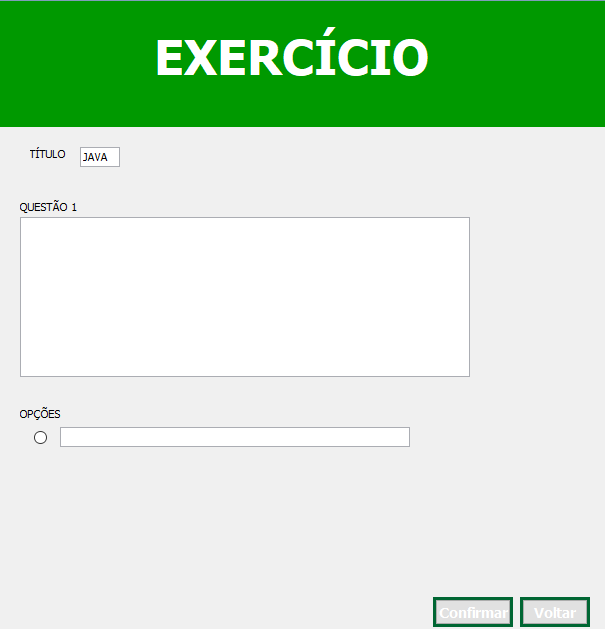 EXERCÍCIO
TÍTULO JAVA
QUESTÃO 1
OPÇÕES
Confirmar Voltar